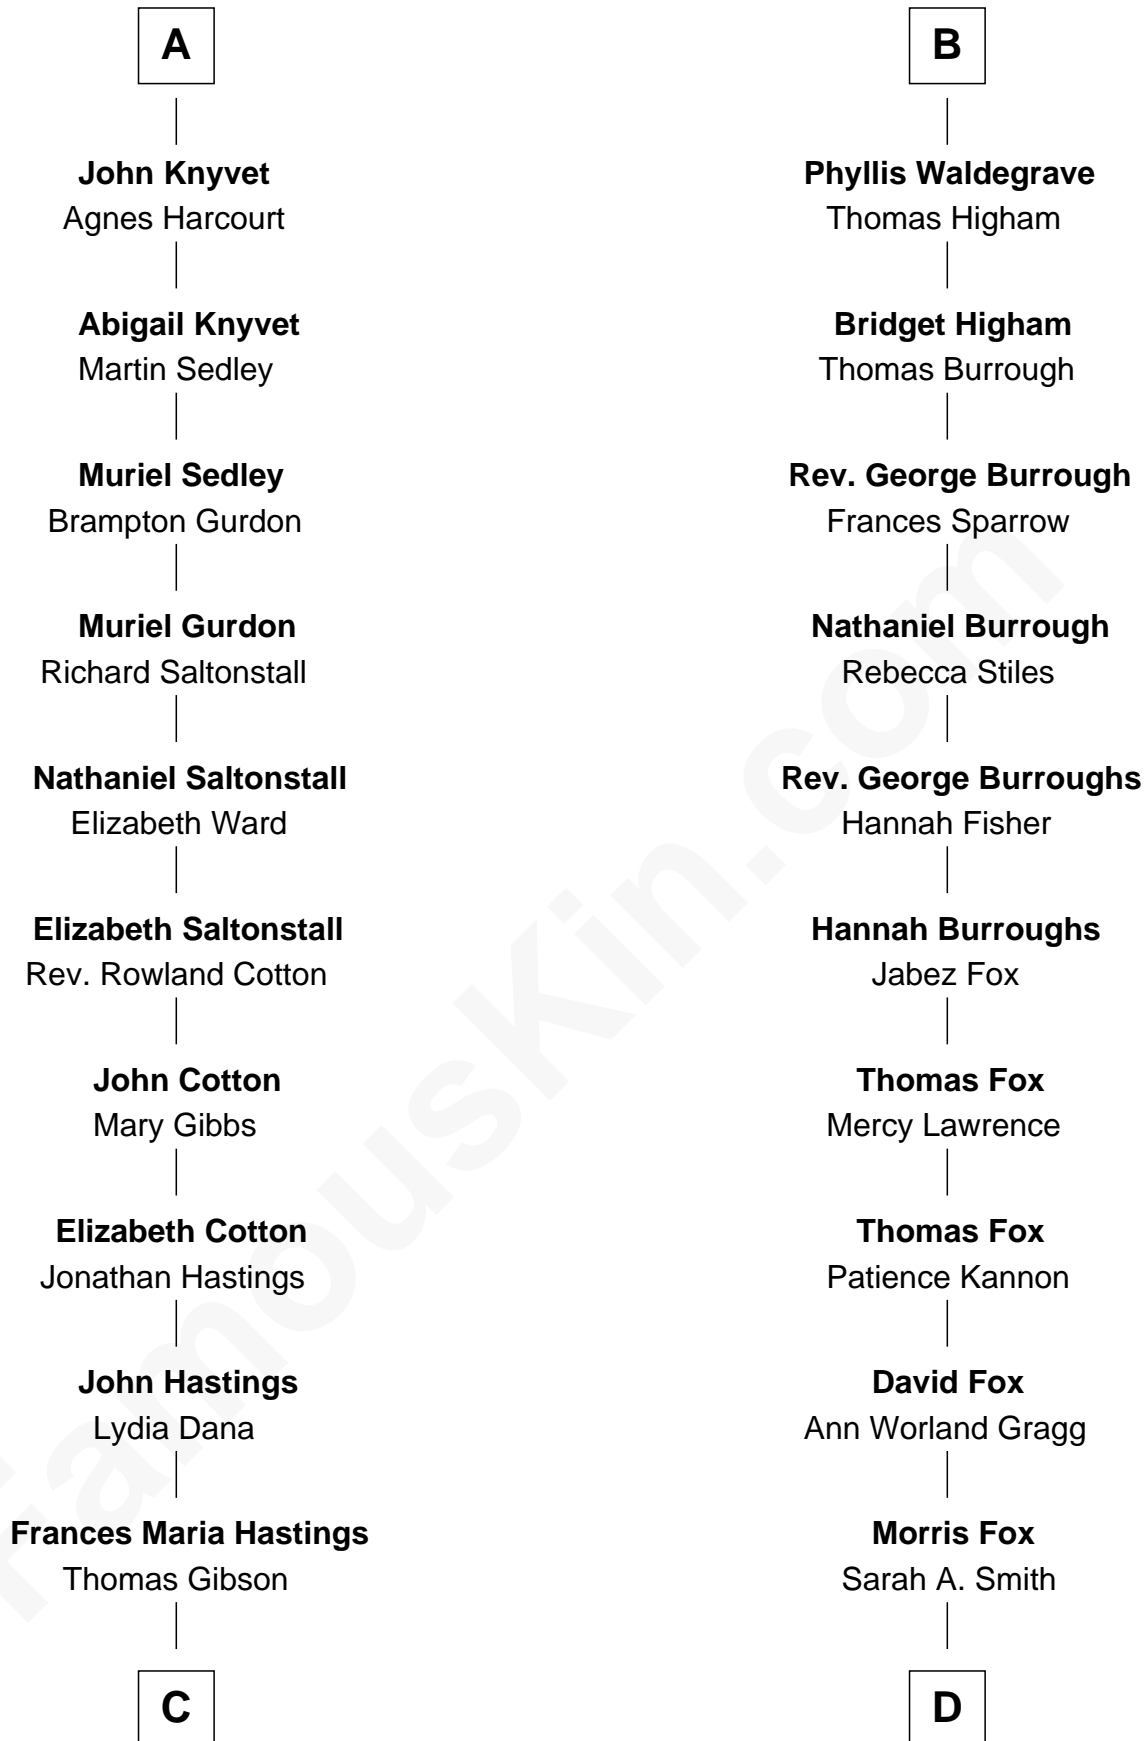 A
John Knyvet
Agnes Harcourt
Abigail Knyvet
Martin Sedley
Muriel Sedley
Brampton Gurdon
Muriel Gurdon
Richard Saltonstall
Nathaniel Saltonstall
Elizabeth Ward
Elizabeth Saltonstall
Rev. Rowland Cotton
John Cotton
Mary Gibbs
Elizabeth Cotton
Jonathan Hastings
John Hastings
Lydia Dana
Frances Maria Hastings
Thomas Gibson
C
B
Phyllis Waldegrave
Thomas Higham
Bridget Higham
Thomas Burrough
Rev. George Burrough
Frances Sparrow
Nathaniel Burrough
Rebecca Stiles
Rev. George Burroughs
Hannah Fisher
Hannah Burroughs
Jabez Fox
Thomas Fox
Mercy Lawrence
Thomas Fox
Patience Kannon
David Fox
Ann Worland Gragg
Morris Fox
Sarah A. Smith
D
FamousKin.com